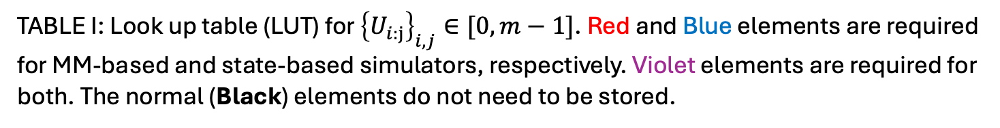 TABLE I: Look up table (LUT) for {U_{i:j}}_{i,j} ∈ [0, m − 1]. Red and Blue elements are required
for MM-based and state-based simulators, respectively. Violet elements are required for
both. The normal (Black) elements do not need to be stored.